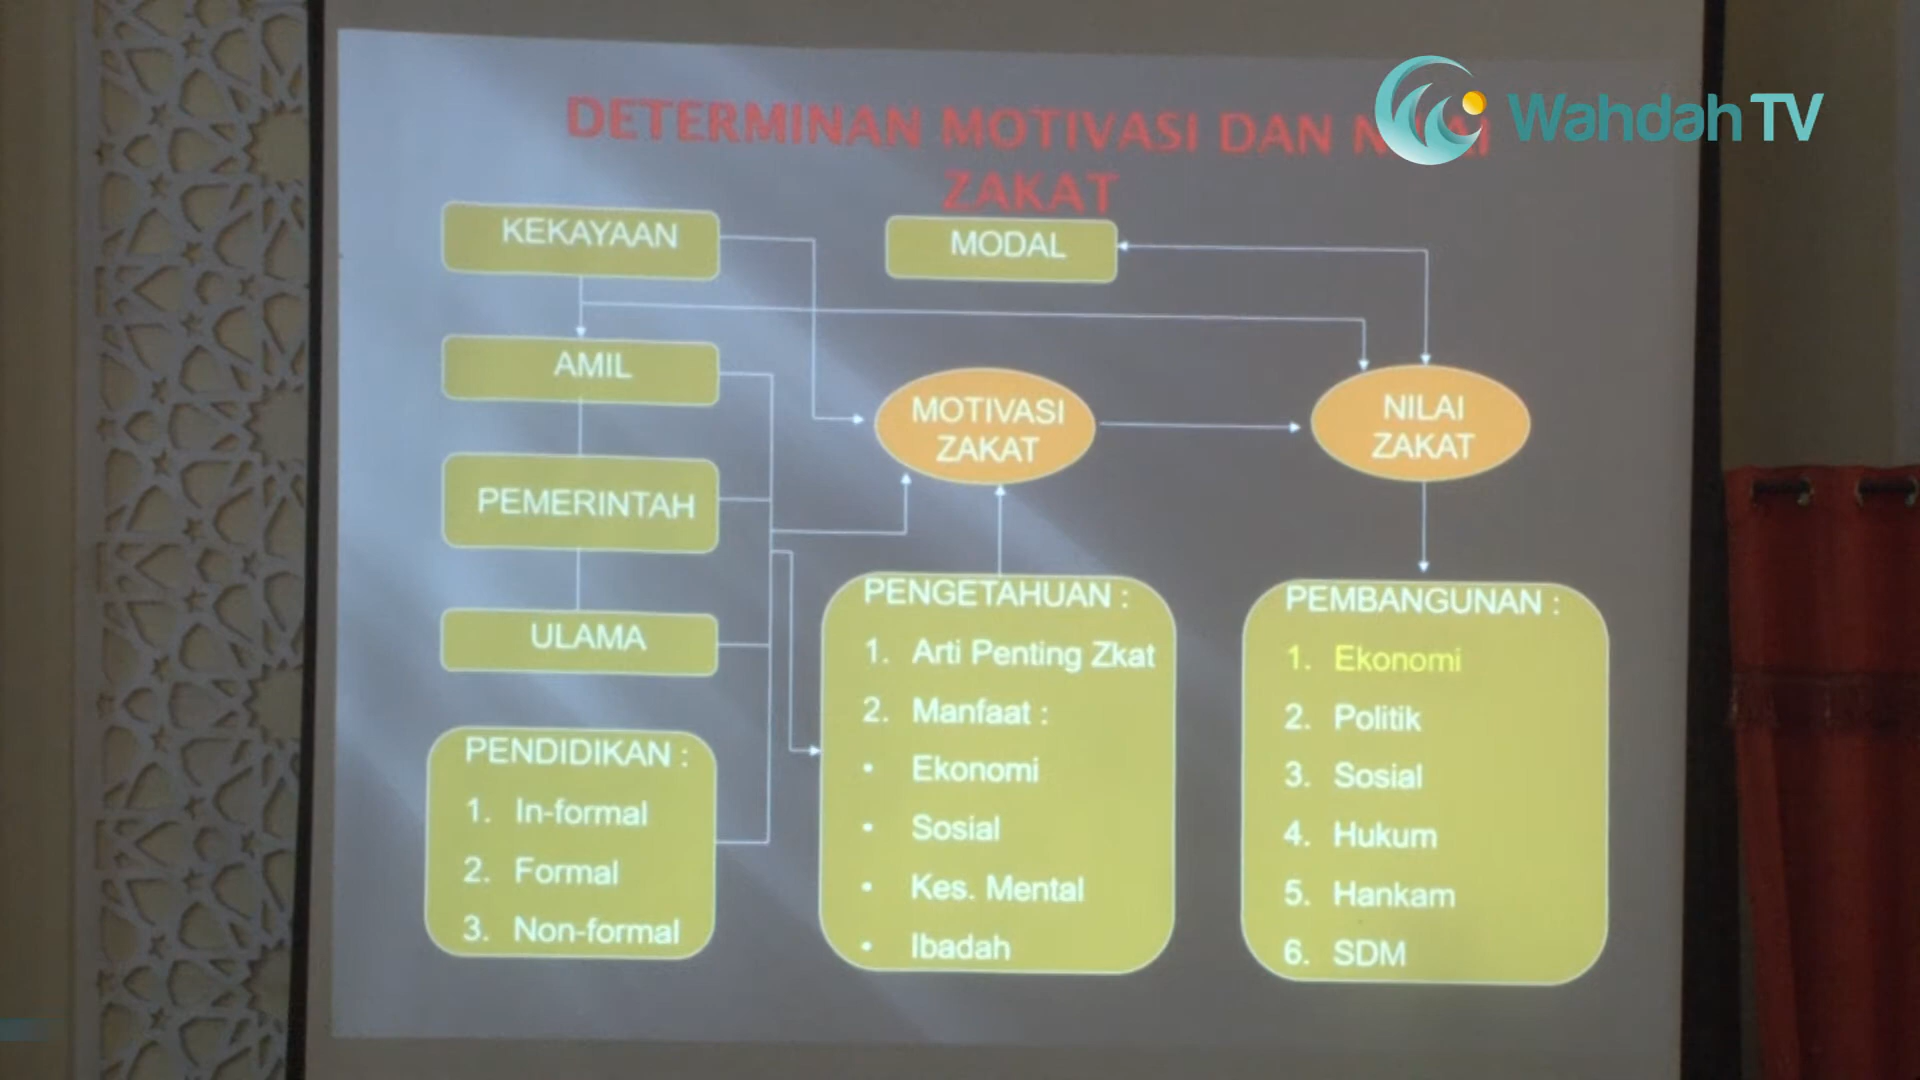 DETERMINAN MOTIVASI DAN NILAI
ZAKAT
Wahdah TV
KEKAYAAN
MODAL
AMIL
MOTIVASI
ZAKAT
NILAI
ZAKAT
PEMERINTAH
ULAMA
PENDIDIKAN :
1. In-formal
2. Formal
3. Non-formal
PENGETAHUAN :
1. Arti Penting Zkat
2. Manfaat :
• Ekonomi
• Sosial
• Kes. Mental
• Ibadah
PEMBANGUNAN :
1. Ekonomi
2. Politik
3. Sosial
4. Hukum
5. Hankam
6. SDM